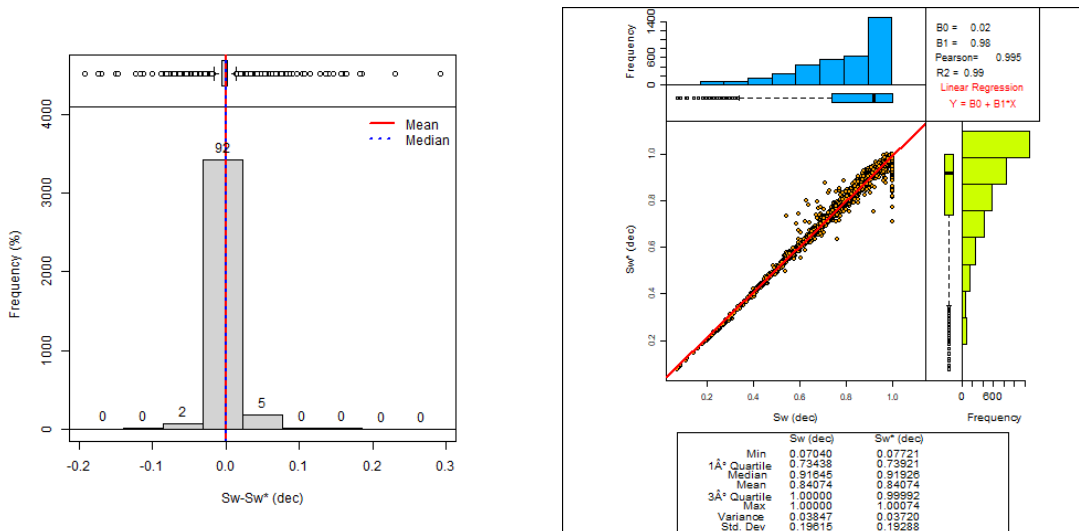 Mean
Median
92
0 0 2 5 0 0 0 0
Frequency (%)
0 1000 2000 3000 4000
-0.2 -0.1 0.0 0.1 0.2 0.3
Sw-Sw* (dec)
Frequency
0 600 1400
B0 = 0.02
B1 = 0.98
Pearson= 0.995
R2 = 0.99
Linear Regression
Y = B0 + B1*X
Sw* (dec)
0.2 0.4 0.6 0.8 1.0
0.2 0.4 0.6 0.8 1.0
Sw (dec)
0 600
Frequency
Sw (dec) Sw* (dec)
Min 0.07040 0.07721
1Â° Quartile 0.73438 0.73921
Median 0.91645 0.91926
Mean 0.84074 0.84074
3Â° Quartile 1.00000 0.99992
Max 1.00000 1.00074
Variance 0.03847 0.03720
Std. Dev 0.19615 0.19288